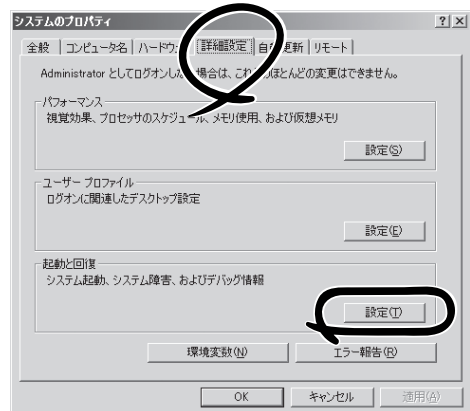 システムのプロパティ
全般 コンピュータ名 ハードウ 詳細設定 自 更新 リモート
Administrator としてログオンし 場合は、これ ほとんどの変更はできません。
パフォーマンス
視覚効果、プロセッサのスケジュール、メモリ使用、および仮想メモリ
設定(S)
ユーザー プロファイル
ログオンに関連したデスクトップ設定
設定(E)
起動と回復
システム起動、システム障害、およびデバッグ情報
設定(T)
環境変数(N) エラー報告(R)
OK キャンセル 適用(A)